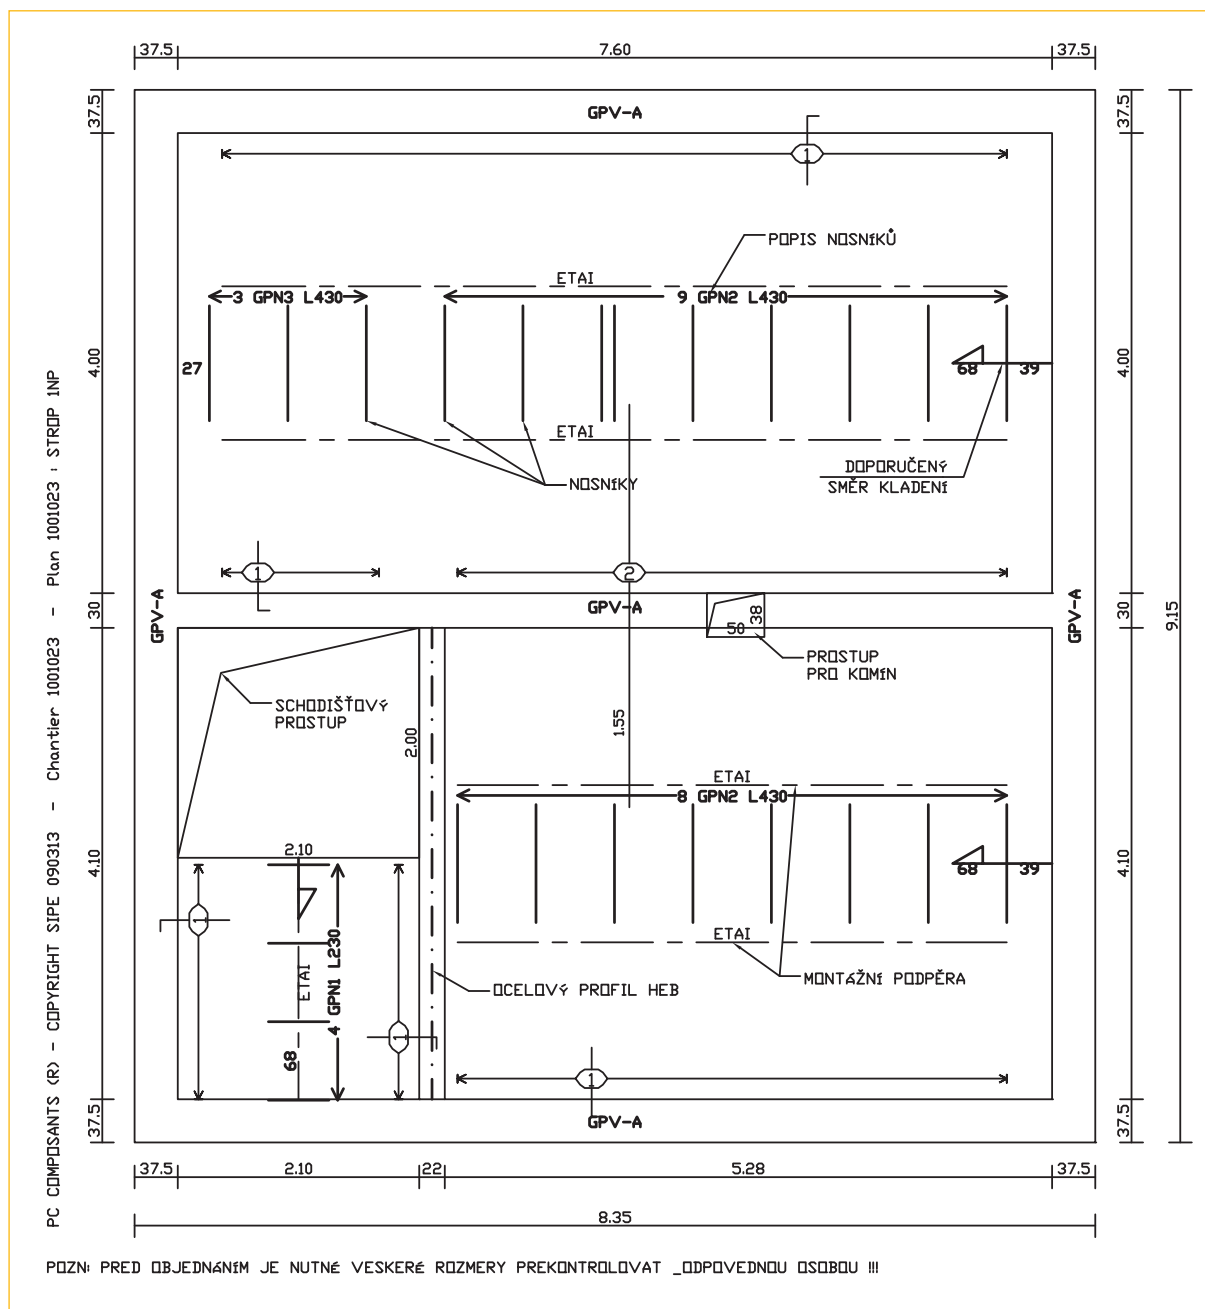 37.5
7.60
37.5
37.5
GPV-A
37.5
1
POPIS NOSNÍKŮ
ETAI
3 GPN3 L430
9 GPN2 L430
27
68
39
4.00
4.00
ETAI
NOSNÍKY
DOPORUČENÝ
SMĚR KLADENÍ
1
2
30
GPV-A
GPV-A
GPV-A
38
50
30
9.15
PROSTUP
PRO KOMÍN
SCHODIŠŤOVÝ
PROSTUP
2.00
1.55
ETAI
8 GPN2 L430
2.10
4.10
4.10
68
39
1
ETAI
4 GPN1 L230
ETAI
MONTÁŽNÍ PODPĚRA
OCELOVÝ PROFIL HEB
1
68
1
37.5
GPV-A
37.5
37.5
2.10
22
5.28
37.5
8.35
PC COMPOSANTS (R) - COPYRIGHT SIPE 090313 - Chantier 1001023 - Plan 1001023 : STROP 1NP
POZN: PRED OBJEDNÁNÍM JE NUTNÉ VESKERÉ ROZMERY PREKONTROLOVAT _ODPOVEDNOU OSOBOU !!!